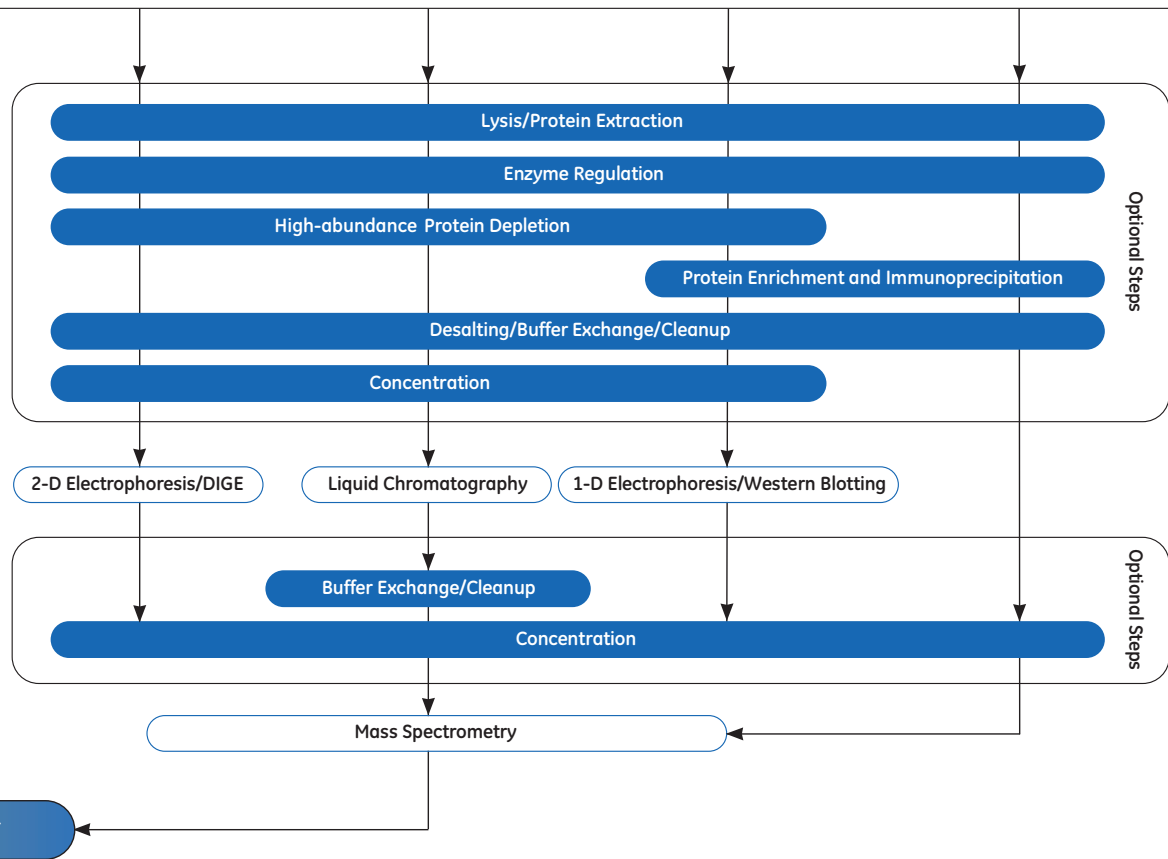 Lysis/Protein Extraction
Enzyme Regulation
High-abundance Protein Depletion
Protein Enrichment and Immunoprecipitation
Desalting/Buffer Exchange/Cleanup
Concentration
Optional Steps
2-D Electrophoresis/DIGE
Liquid Chromatography
1-D Electrophoresis/Western Blotting
Buffer Exchange/Cleanup
Concentration
Optional Steps
Mass Spectrometry